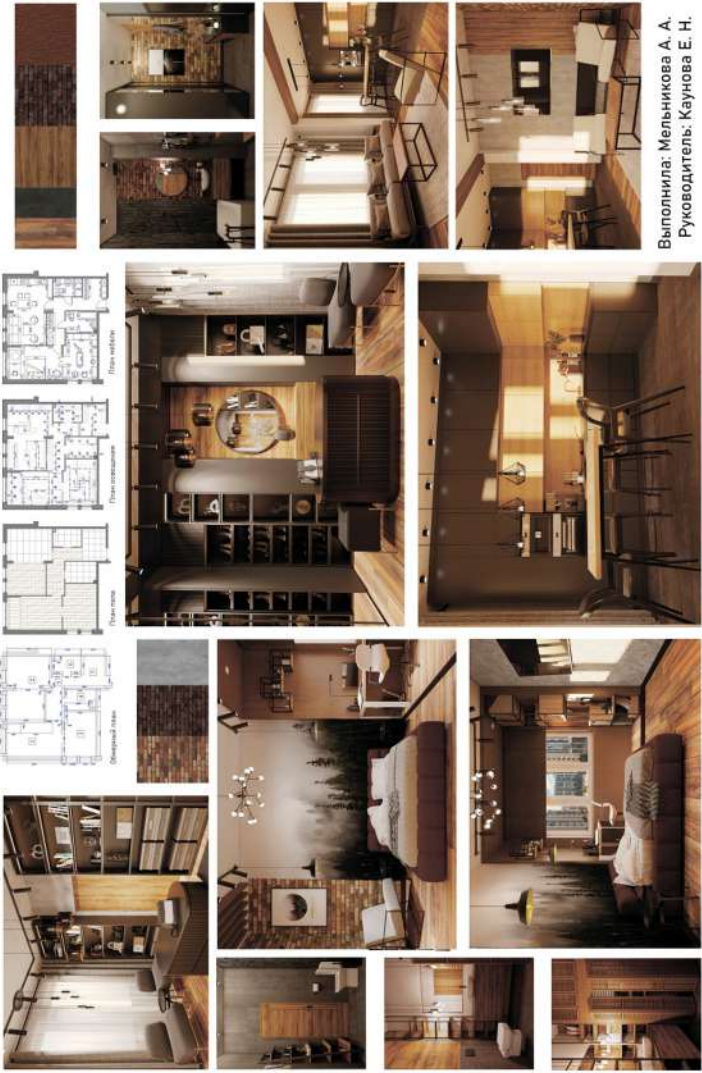 Обмерный план
План пола
План освещения
План мебели
Выполнила: Мельникова А. А.
Руководитель: Каунова Е. Н.